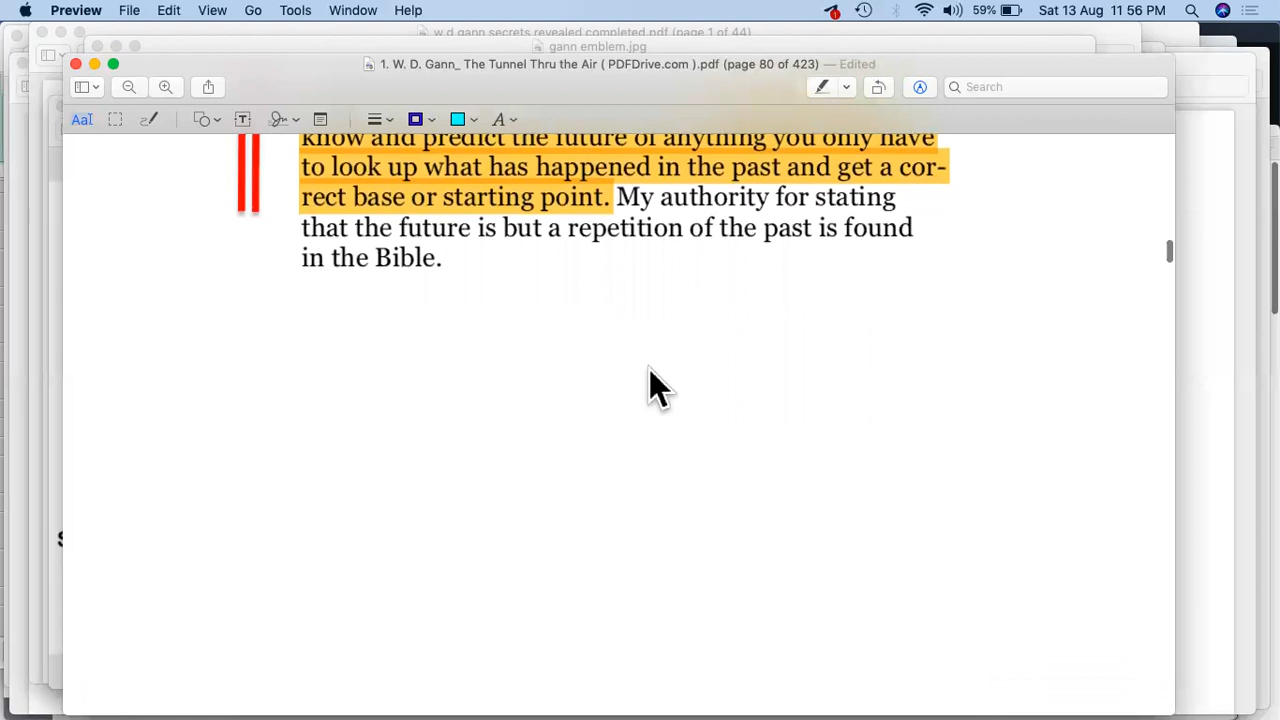 Preview File Edit View Go Tools Window Help 59% Sat 13 Aug 11:56 PM
w d gann secrets revealed completed.pdf (page 1 of 44)
gann emblem.jpg
1. W. D. Gann_ The Tunnel Thru the Air ( PDFDrive.com ).pdf (page 80 of 423) — Edited
Search
AaI T A
know and predict the future of anything you only have
to look up what has happened in the past and get a cor-
rect base or starting point. My authority for stating
that the future is but a repetition of the past is found
in the Bible.